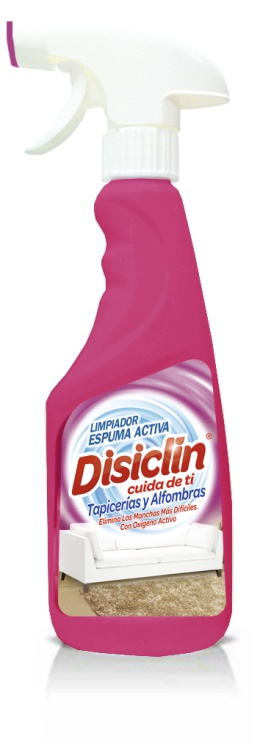 LIMPIADOR
ESPUMA ACTIVA
Disiclin®
cuida de ti
Tapicerías y Alfombras
Elimina Las Manchas Más Difíciles.
Con Oxígeno Activo